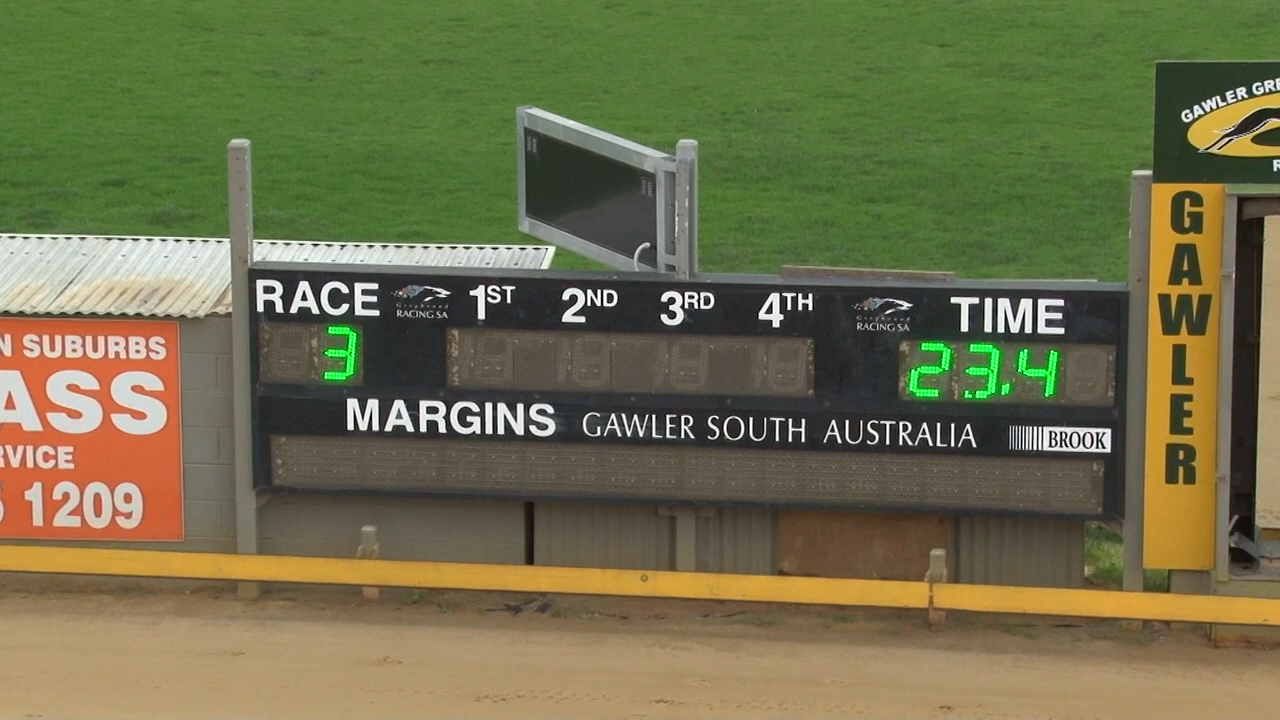 GAWLER GRE
R
GAWLER
RACE
Greyhound
RACING SA
1ST
2ND
3RD
4TH
Greyhound
RACING SA
TIME
3
23.4
MARGINS
GAWLER SOUTH AUSTRALIA
BROOK
N SUBURBS
ASS
RVICE
1209